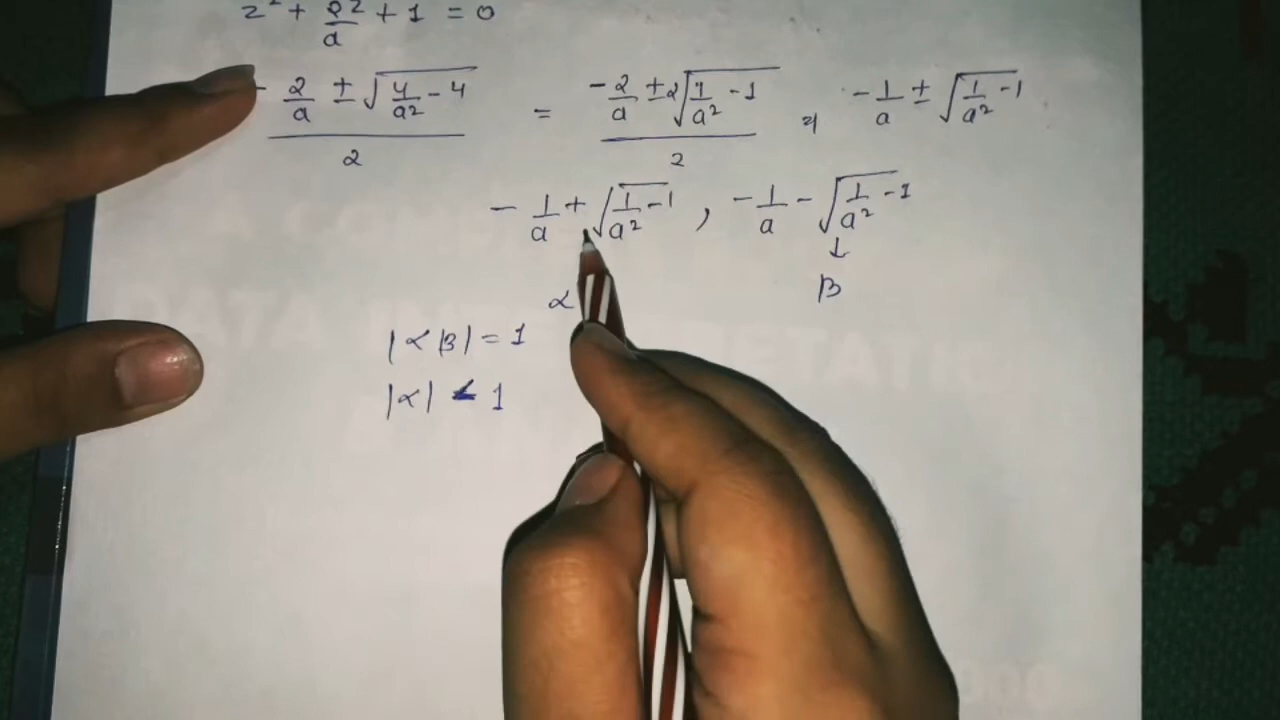 z² + 2z/a + 1 = 0
(-2/a ± √(4/a² - 4))/2 = (-2/a ± 2√(1/a² - 1))/2 = -1/a ± √(1/a² - 1)
-1/a + √(1/a² - 1) , -1/a - √(1/a² - 1)
↓
α β
|αβ| = 1
|α| < 1